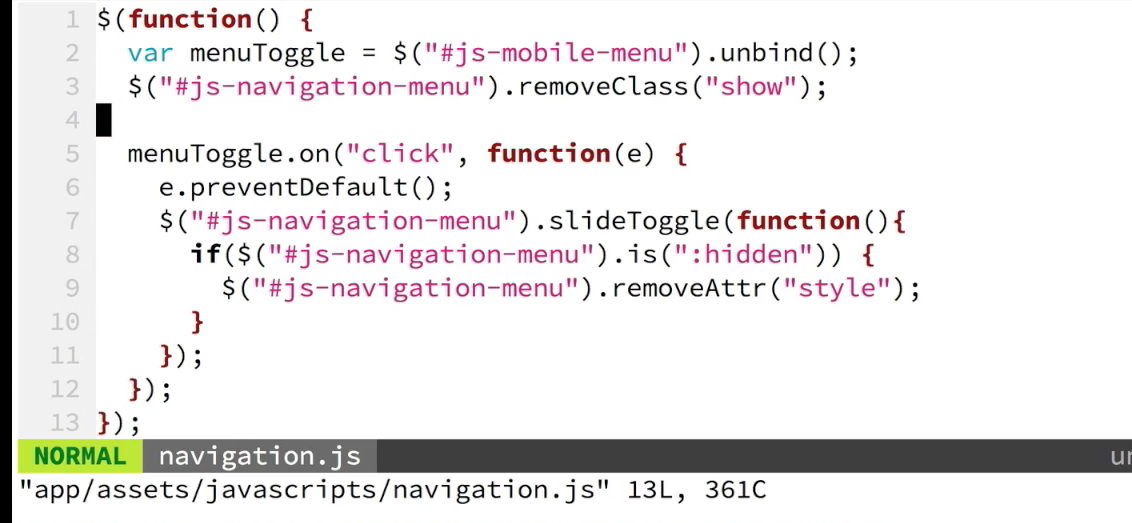 1 $(function() {
2   var menuToggle = $("#js-mobile-menu").unbind();
3   $("#js-navigation-menu").removeClass("show");
4
5   menuToggle.on("click", function(e) {
6     e.preventDefault();
7     $("#js-navigation-menu").slideToggle(function(){
8       if($("#js-navigation-menu").is(":hidden")) {
9         $("#js-navigation-menu").removeAttr("style");
10       }
11     });
12   });
13 });
NORMAL navigation.js
"app/assets/javascripts/navigation.js" 13L, 361C